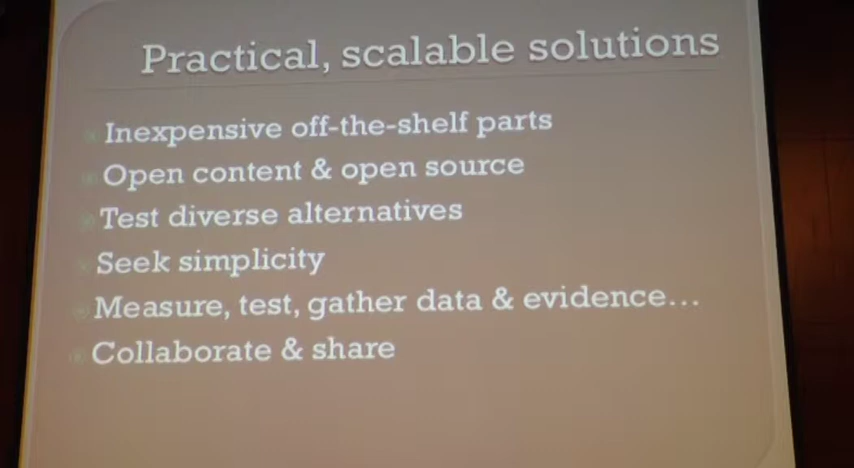 Practical, scalable solutions
Inexpensive off-the-shelf parts
Open content & open source
Test diverse alternatives
Seek simplicity
Measure, test, gather data & evidence...
Collaborate & share